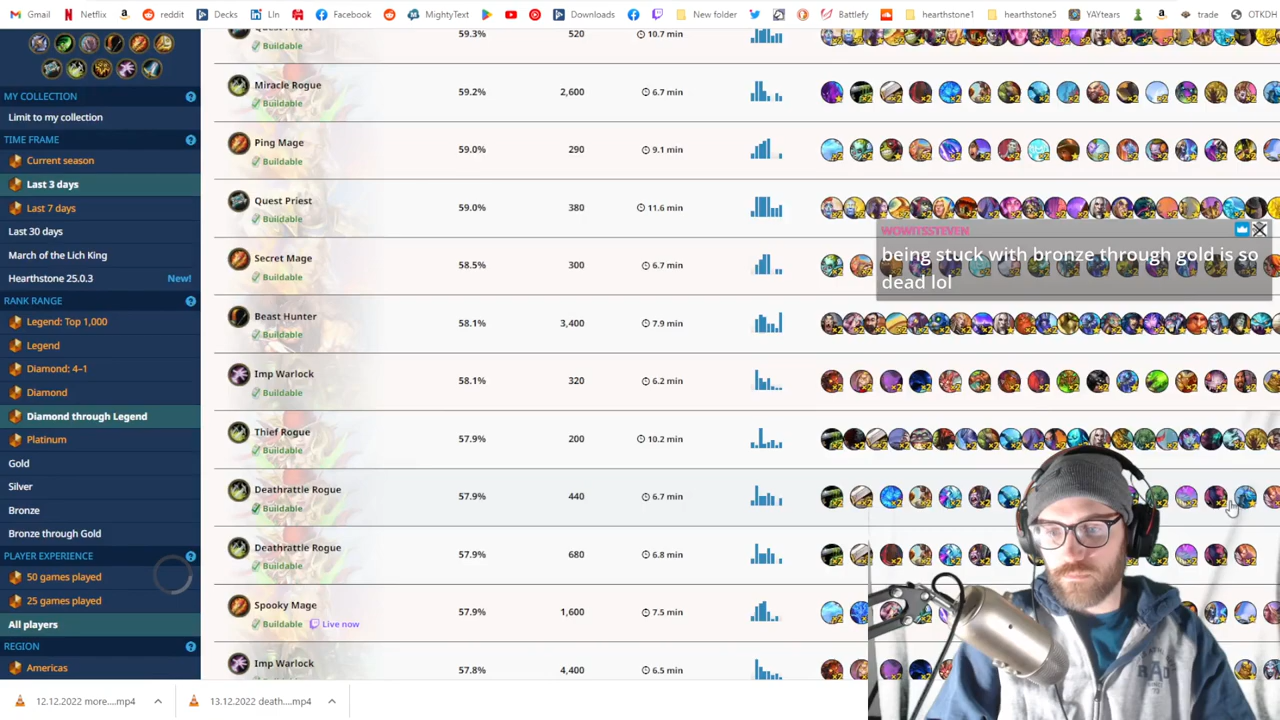 Gmail Netflix reddit Decks LIn Facebook MightyText Downloads New folder Battlefy hearthstone1 hearthstone5 YAYtears trade OTKDH
MY COLLECTION
Limit to my collection
TIME FRAME
Current season
Last 3 days
Last 7 days
Last 30 days
March of the Lich King
Hearthstone 25.0.3 New!
RANK RANGE
Legend: Top 1,000
Legend
Diamond: 4–1
Diamond
Diamond through Legend
Platinum
Gold
Silver
Bronze
Bronze through Gold
PLAYER EXPERIENCE
50 games played
25 games played
All players
REGION
Americas
Quest Priest 59.3% 520 10.7 min
Buildable
Miracle Rogue 59.2% 2,600 6.7 min
Buildable
Ping Mage 59.0% 290 9.1 min
Buildable
Quest Priest 59.0% 380 11.6 min
Buildable
Secret Mage 58.5% 300 6.7 min
Buildable
Beast Hunter 58.1% 3,400 7.9 min
Buildable
Imp Warlock 58.1% 320 6.2 min
Buildable
Thief Rogue 57.9% 200 10.2 min
Buildable
Deathrattle Rogue 57.9% 440 6.7 min
Buildable
Deathrattle Rogue 57.9% 680 6.8 min
Buildable
Spooky Mage 57.9% 1,600 7.5 min
Buildable Live now
Imp Warlock 57.8% 4,400 6.5 min
WOWITSSTEVEN
being stuck with bronze through gold is so
dead lol
12.12.2022 more....mp4 13.12.2022 death....mp4